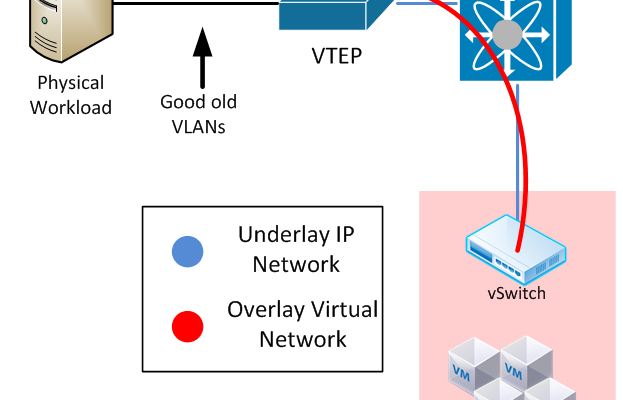 Physical
Workload
Good old
VLANs
VTEP
Underlay IP
Network
Overlay Virtual
Network
vSwitch
VM
VM